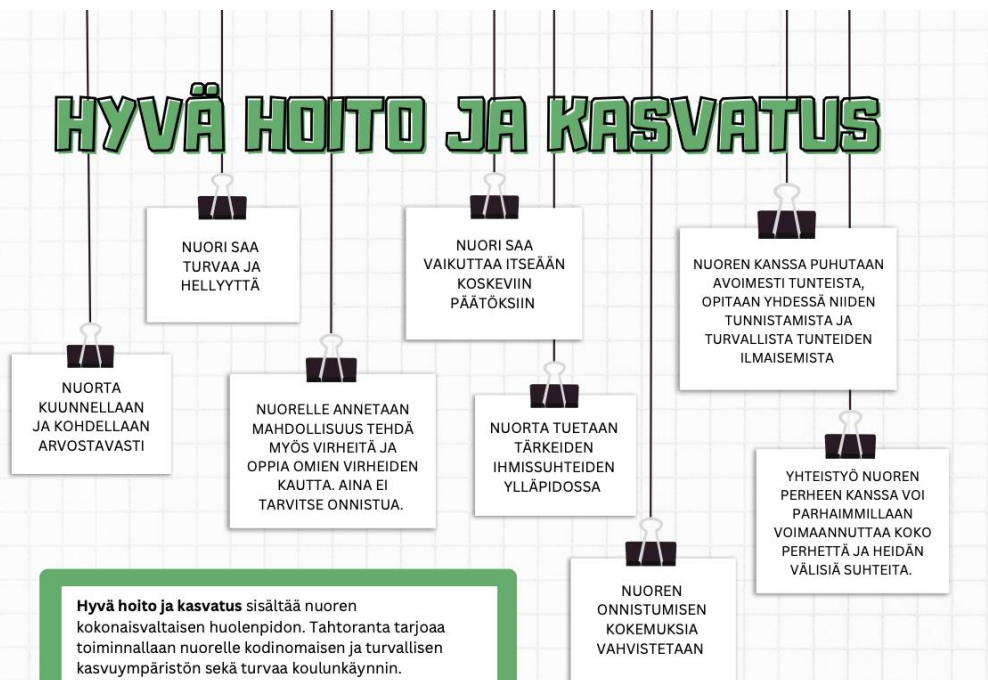 HYVÄ HOITO JA KASVATUS
NUORI SAA
TURVAA JA
HELLYYTTÄ
NUORI SAA
VAIKUTTAA ITSEÄÄN
KOSKEVIIN
PÄÄTÖKSIIN
NUOREN KANSSA PUHUTAAN
AVOIMESTI TUNTEISTA,
OPITAAN YHDESSÄ NIIDEN
TUNNISTAMISTA JA
TURVALLISTA TUNTEIDEN
ILMAISEMISTA
NUORTA
KUUNNELLAAN
JA KOHDELLAAN
ARVOSTAVASTI
NUORELLE ANNETAAN
MAHDOLLISUUS TEHDÄ
MYÖS VIRHEITÄ JA
OPPIA OMIEN VIRHEIDEN
KAUTTA. AINA EI
TARVITSE ONNISTUA.
NUORTA TUETAAN
TÄRKEIDEN
IHMISSUHTEIDEN
YLLÄPIDOSSA
YHTEISTYÖ NUOREN
PERHEEN KANSSA VOI
PARHAIMMILLAAN
VOIMAANNUTTAA KOKO
PERHETTÄ JA HEIDÄN
VÄLISIÄ SUHTEITA.
NUOREN
ONNISTUMISEN
KOKEMUKSIA
VAHVISTETAAN
Hyvä hoito ja kasvatus sisältää nuoren
kokonaisvaltaisen huolenpidon. Tahtoranta tarjoaa
toiminnallaan nuorelle kodinomaisen ja turvallisen
kasvuympäristön sekä turvaa koulunkäynnin.